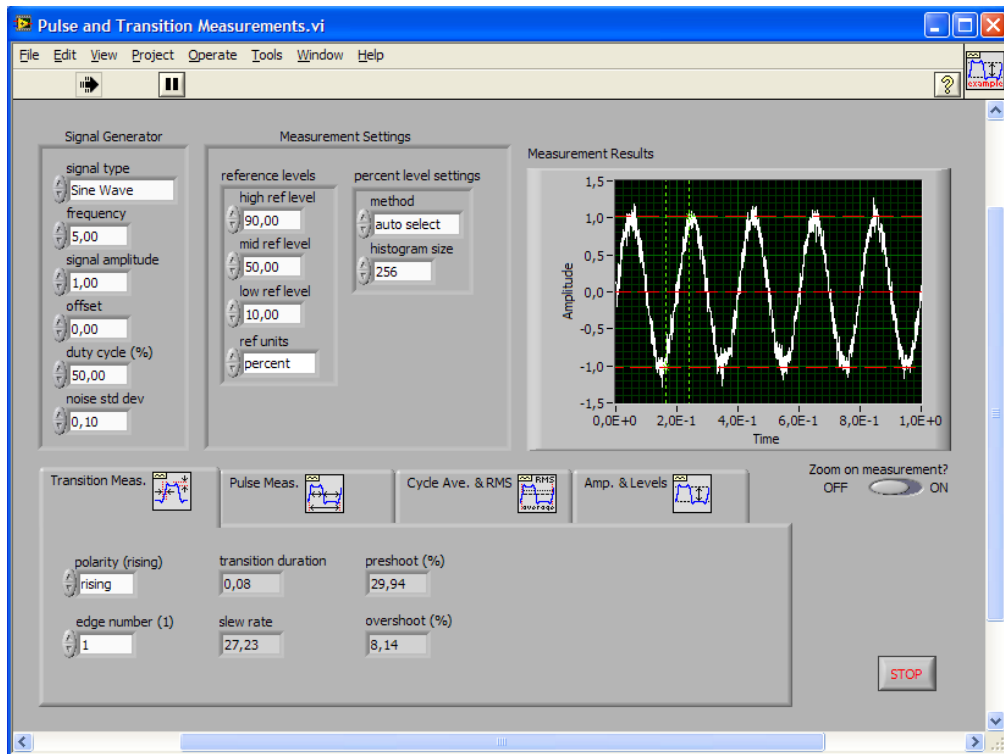 Pulse and Transition Measurements.vi
File Edit View Project Operate Tools Window Help
?
example
Signal Generator
signal type
Sine Wave
frequency
5,00
signal amplitude
1,00
offset
0,00
duty cycle (%)
50,00
noise std dev
0,10
Measurement Settings
reference levels
high ref level
90,00
mid ref level
50,00
low ref level
10,00
ref units
percent
percent level settings
method
auto select
histogram size
256
Measurement Results
Amplitude
1,5
1,0
0,5
0,0
-0,5
-1,0
-1,5
0,0E+0 2,0E-1 4,0E-1 6,0E-1 8,0E-1 1,0E+0
Time
Zoom on measurement?
OFF ON
Transition Meas.
Pulse Meas.
Cycle Ave. & RMS
RMS
average
Amp. & Levels
polarity (rising)
rising
transition duration
0,08
preshoot (%)
29,94
edge number (1)
1
slew rate
27,23
overshoot (%)
8,14
STOP